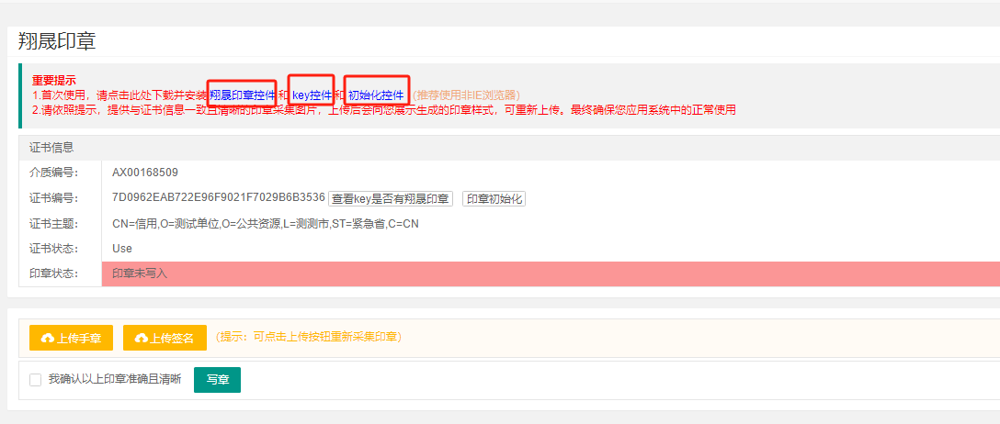 翔晟印章
重要提示
1.首次使用，请点击此处下载并安装 翔晟印章控件 和 key控件 和 初始化控件 (推荐使用非IE浏览器)
2.请依照提示，提供与证书信息一致且清晰的印章采集图片，上传后会向您展示生成的印章样式，可重新上传。最终确保您应用系统中的正常使用
证书信息
介质编号： AX00168509
证书编号： 7D0962EAB722E96F9021F7029B6B3536 查看key是否有翔晟印章 印章初始化
证书主题： CN=信用,O=测试单位,O=公共资源,L=测测市,ST=紧急省,C=CN
证书状态： Use
印章状态： 印章未写入
上传手章 上传签名 (提示：可点击上传按钮重新采集印章)
我确认以上印章准确且清晰 写章